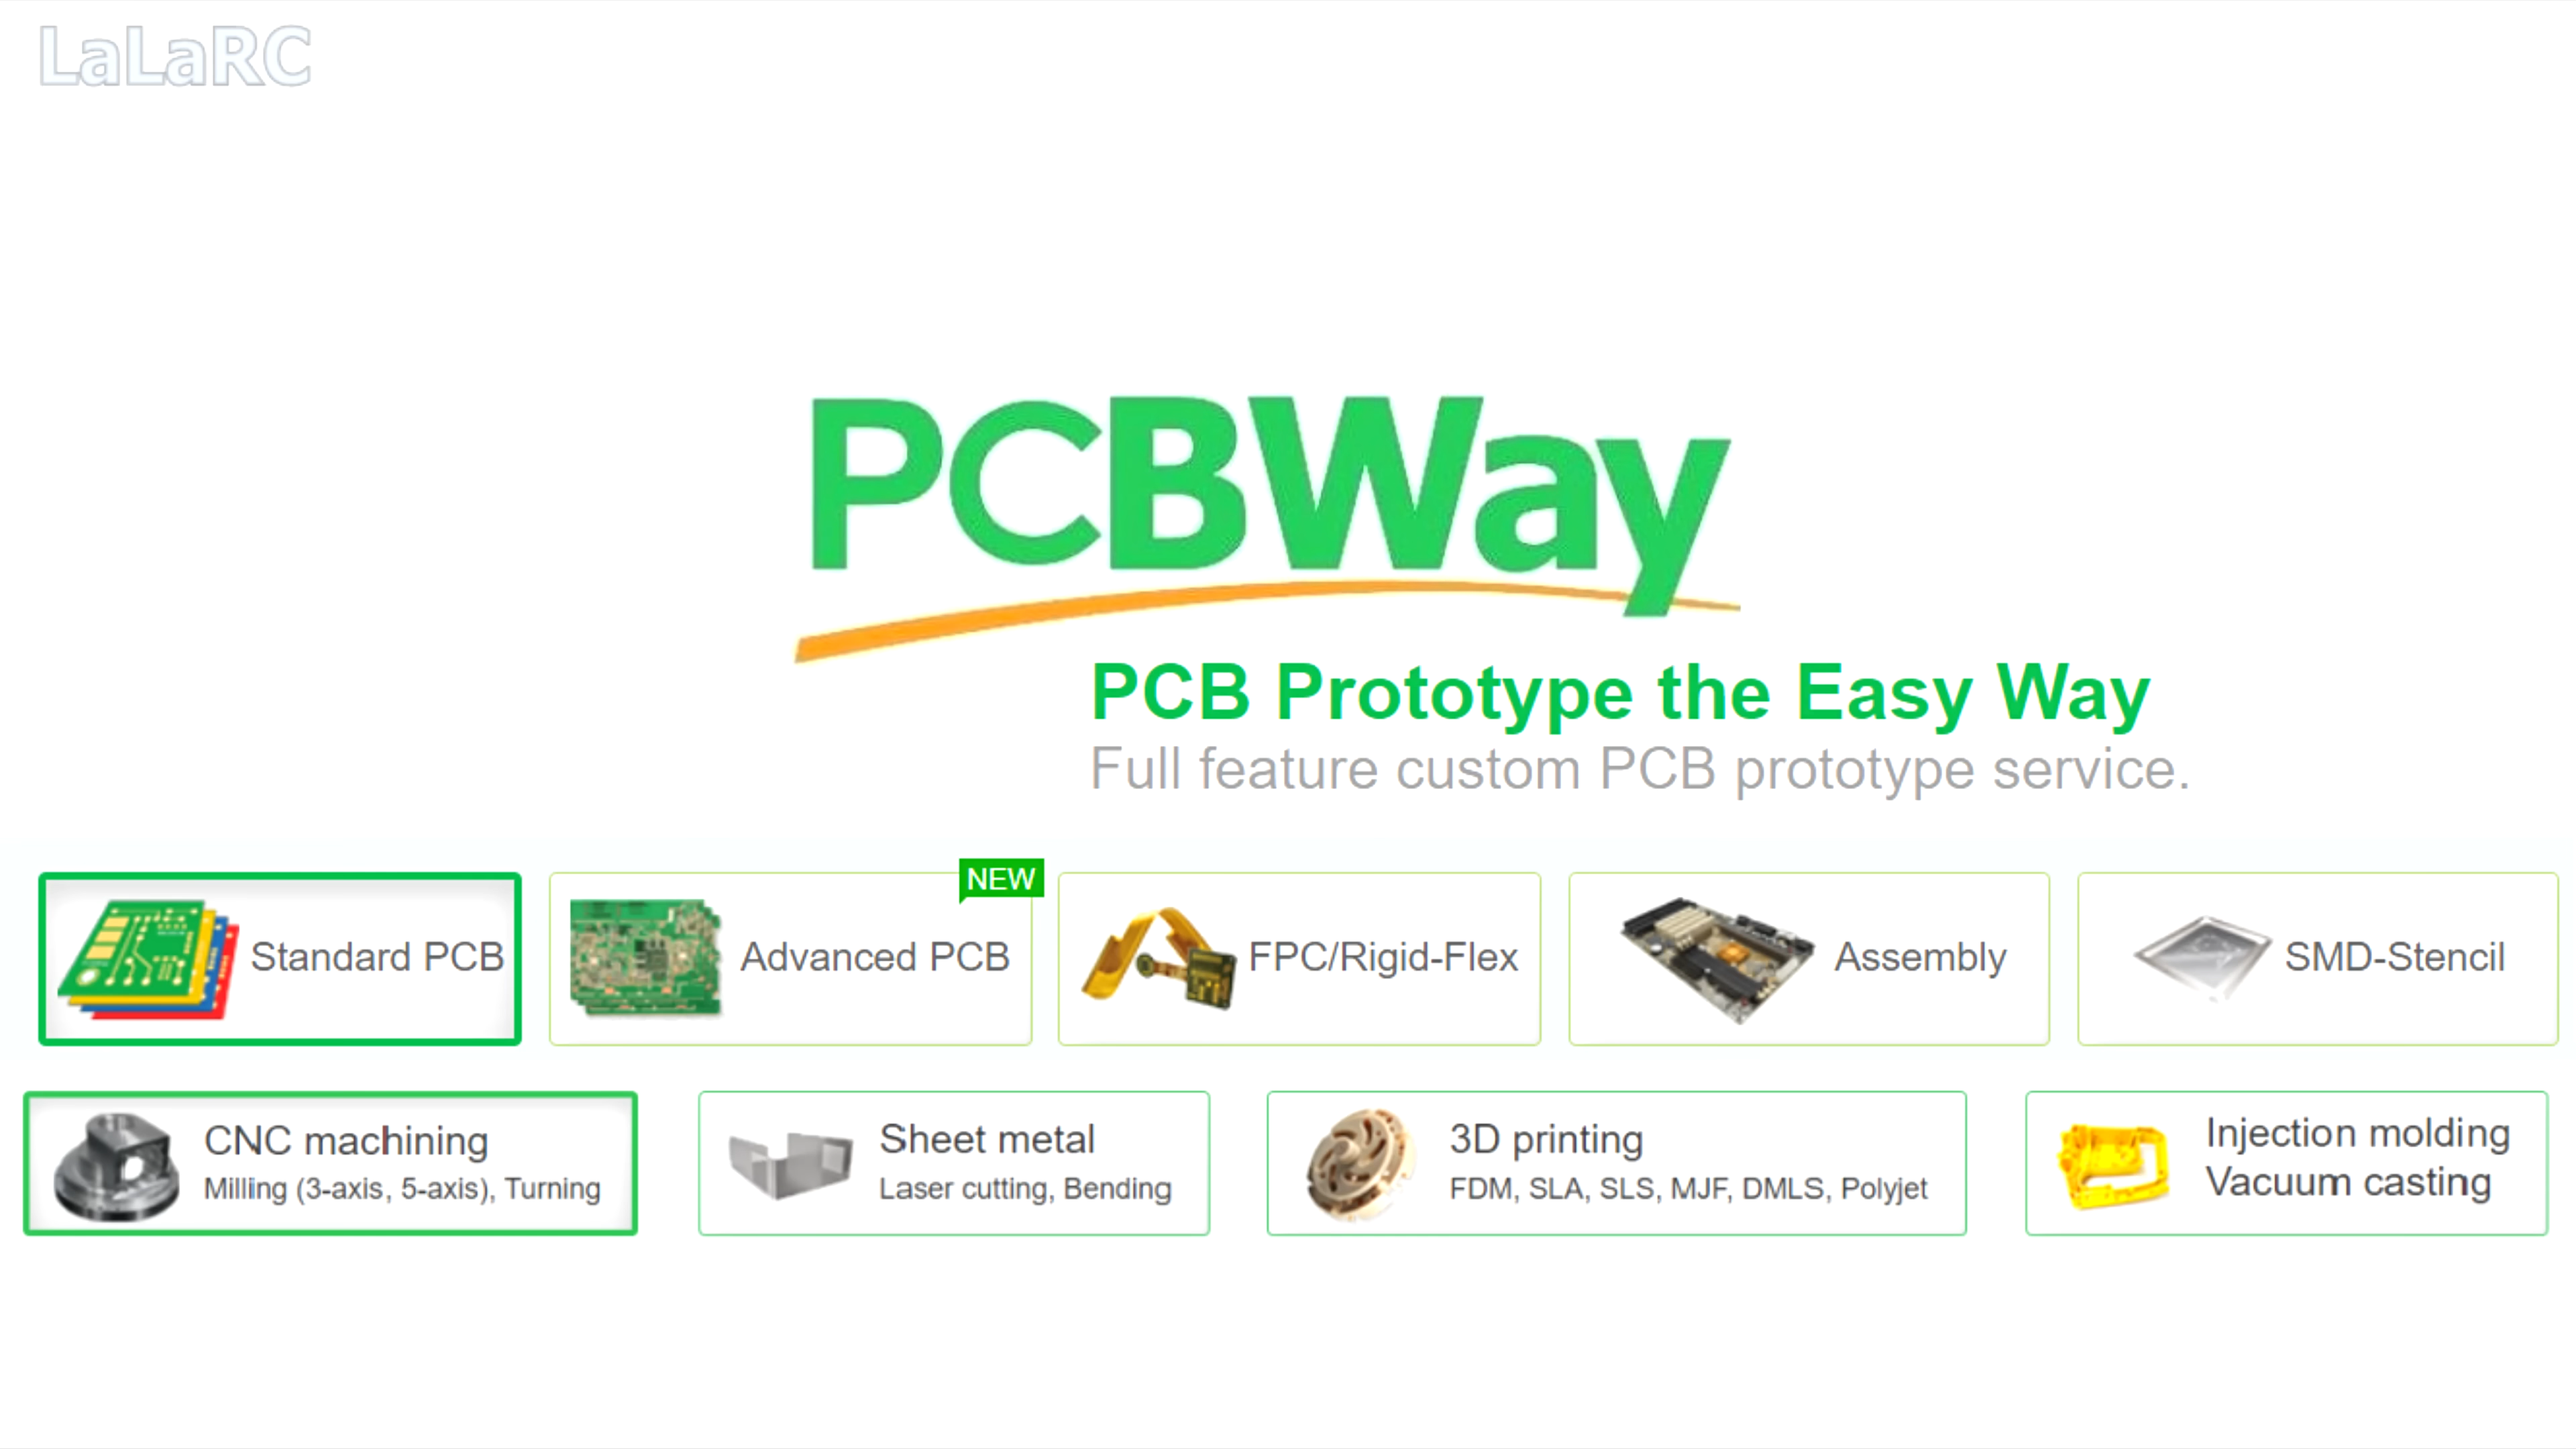 LaLaRC
PCBWay
PCB Prototype the Easy Way
Full feature custom PCB prototype service.
NEW
Standard PCB
Advanced PCB
FPC/Rigid-Flex
Assembly
SMD-Stencil
CNC machining
Milling (3-axis, 5-axis), Turning
Sheet metal
Laser cutting, Bending
3D printing
FDM, SLA, SLS, MJF, DMLS, Polyjet
Injection molding
Vacuum casting